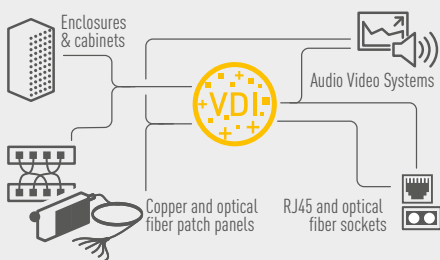 Enclosures
& cabinets
VDI
Audio Video Systems
Copper and optical
fiber patch panels
RJ45 and optical
fiber sockets